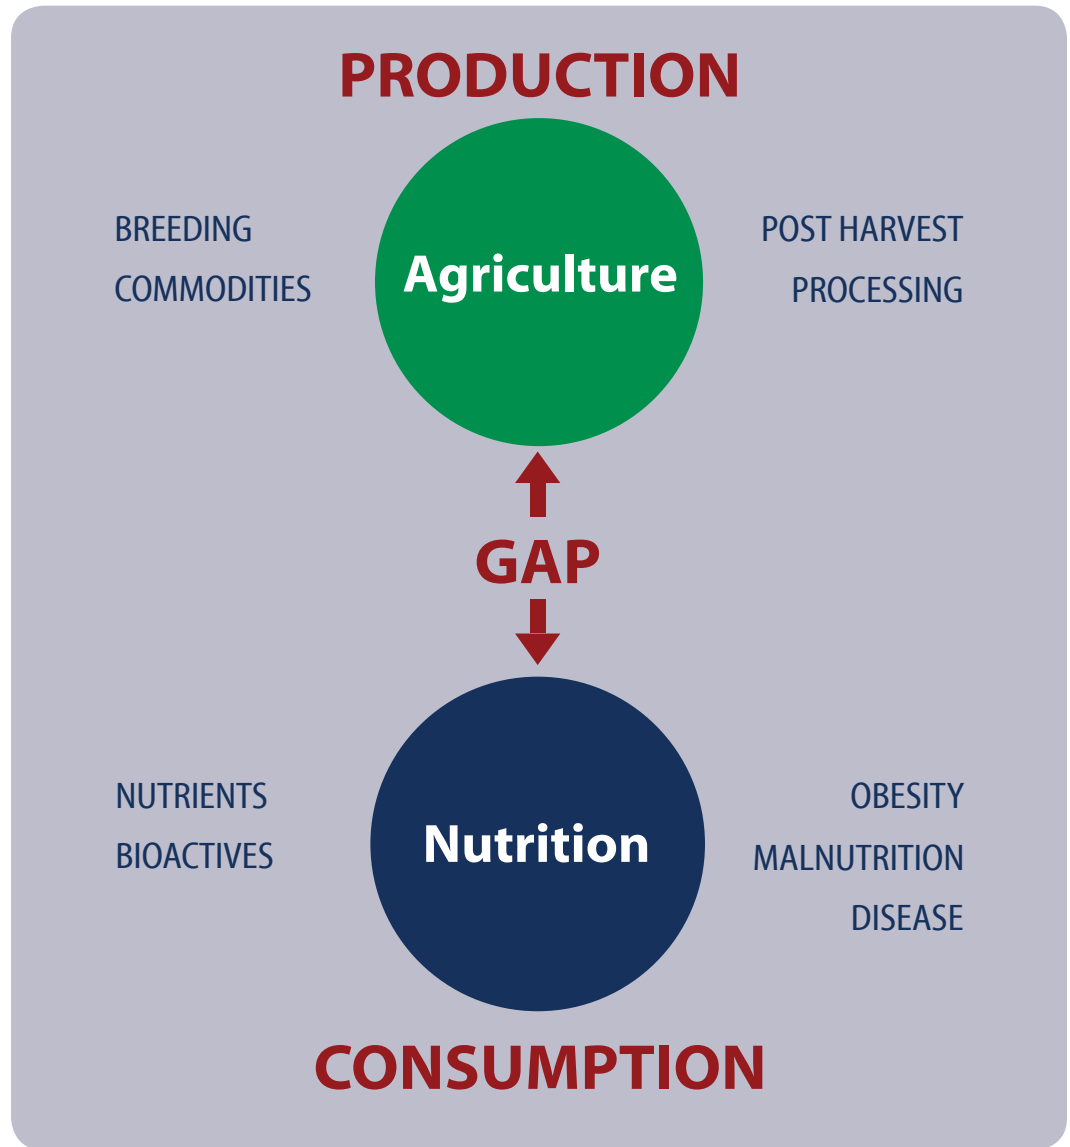 PRODUCTION
BREEDING
COMMODITIES
Agriculture
POST HARVEST
PROCESSING
GAP
NUTRIENTS
BIOACTIVES
Nutrition
OBESITY
MALNUTRITION
DISEASE
CONSUMPTION